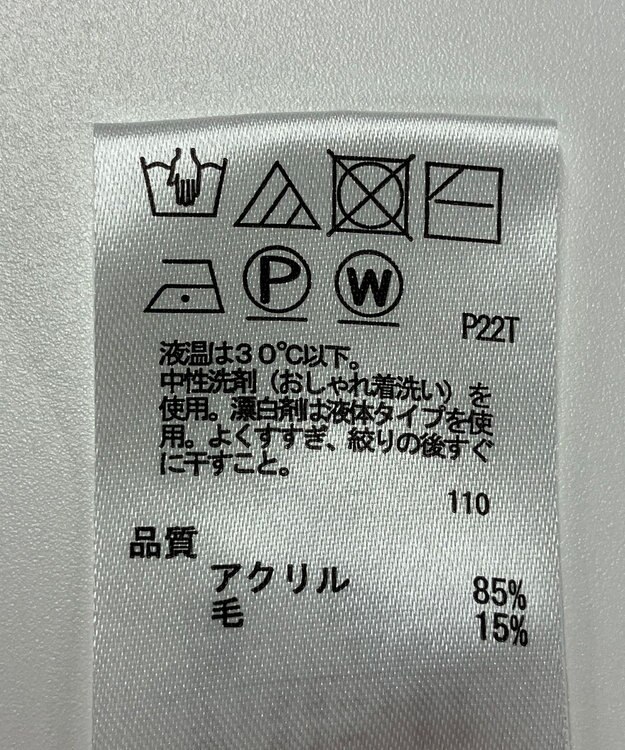 P W
P22T
液温は30℃以下。
中性洗剤（おしゃれ着洗い）を
使用。漂白剤は液体タイプを使
用。よくすすぎ、絞りの後すぐ
に干すこと。
110
品質
アクリル 85%
毛 15%